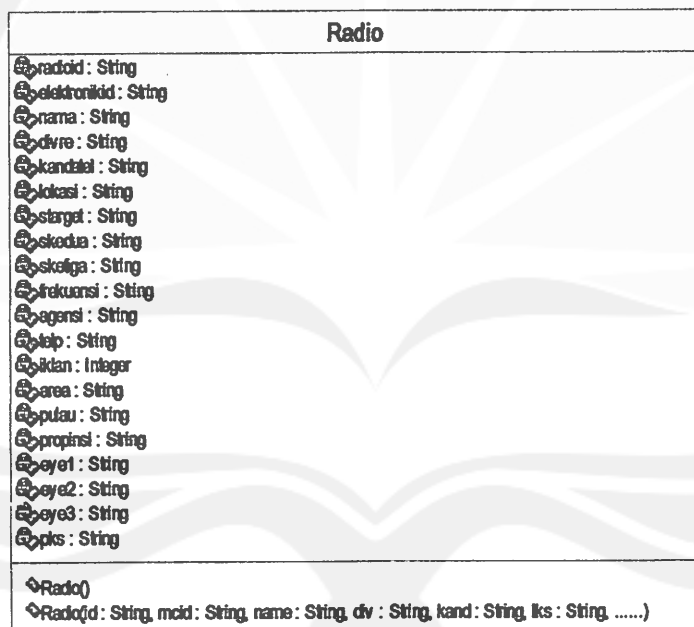 Radio
radioid : String
elektronikid : String
nama : String
divre : String
kandatel : String
lokasi : String
starget : String
skedua : String
sketiga : String
frekuensi : String
agensi : String
telp : String
iklan : Integer
area : String
pulau : String
propinsi : String
eye1 : String
eye2 : String
eye3 : String
pks : String
Radio()
Radio(id : String, mcid : String, name : String, div : String, kand : String, lks : String, ......)